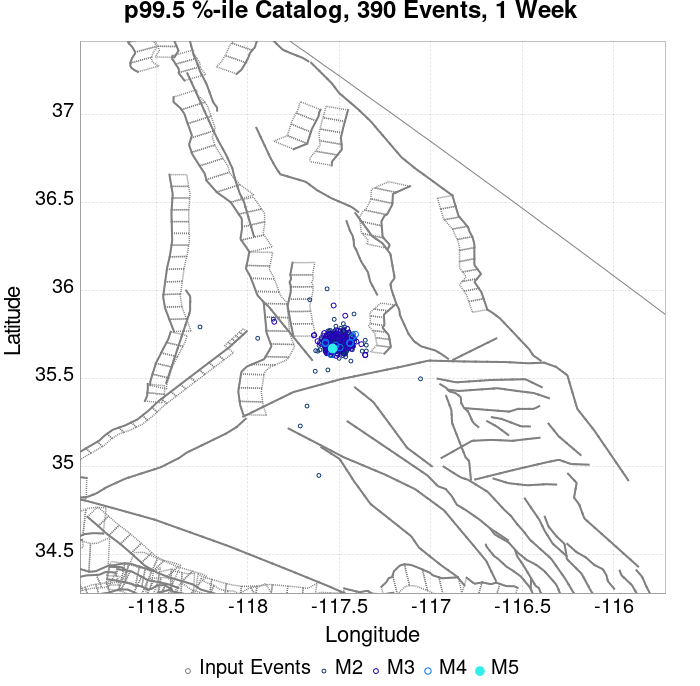 p99.5 %-ile Catalog, 390 Events, 1 Week
37
36.5
36
35.5
35
34.5
Latitude
-118.5 -118 -117.5 -117 -116.5 -116
Longitude
Input Events M2 M3 M4 M5